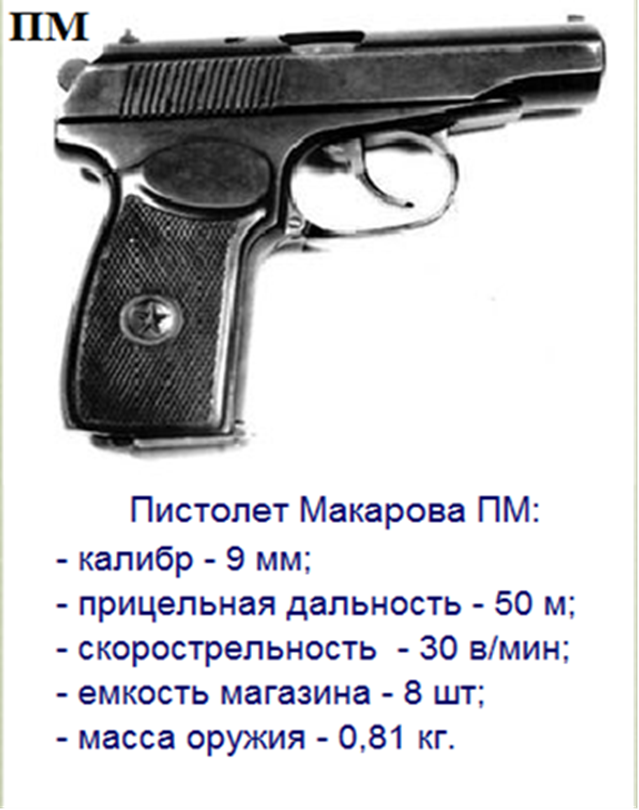 ПМ
Пистолет Макарова ПМ:
- калибр - 9 мм;
- прицельная дальность - 50 м;
- скорострельность - 30 в/мин;
- емкость магазина - 8 шт;
- масса оружия - 0,81 кг.